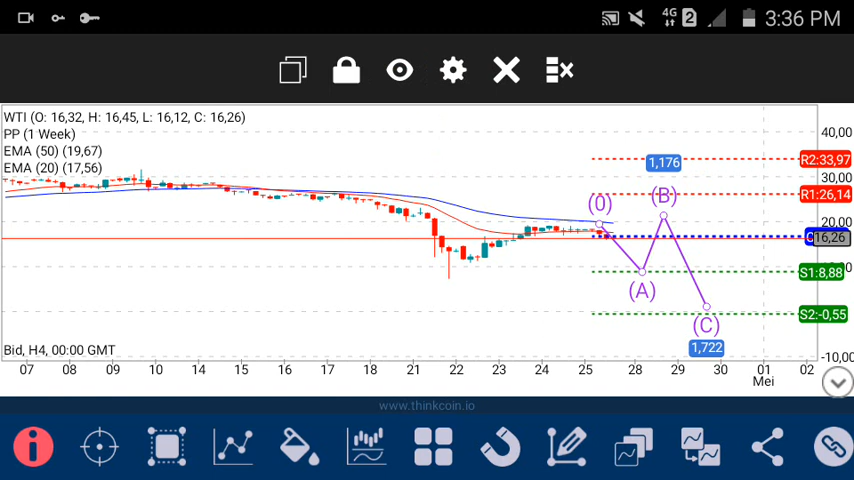 4G 2 3:36 PM
WTI (O: 16,32, H: 16,45, L: 16,12, C: 16,26)
PP (1 Week)
EMA (50) (19,67)
EMA (20) (17,56)
40,00
1,176
R2:33,97
30,00
R1:26,14
(0)
(B)
20,00
16,26
(A)
S1:8,88
(C)
S2:-0,55
1,722
Bid, H4, 00:00 GMT
-10,00
07 08 09 10 14 15 16 17 18 21 22 23 24 25 28 29 30 01 02
Mei
www.thinkcoin.io